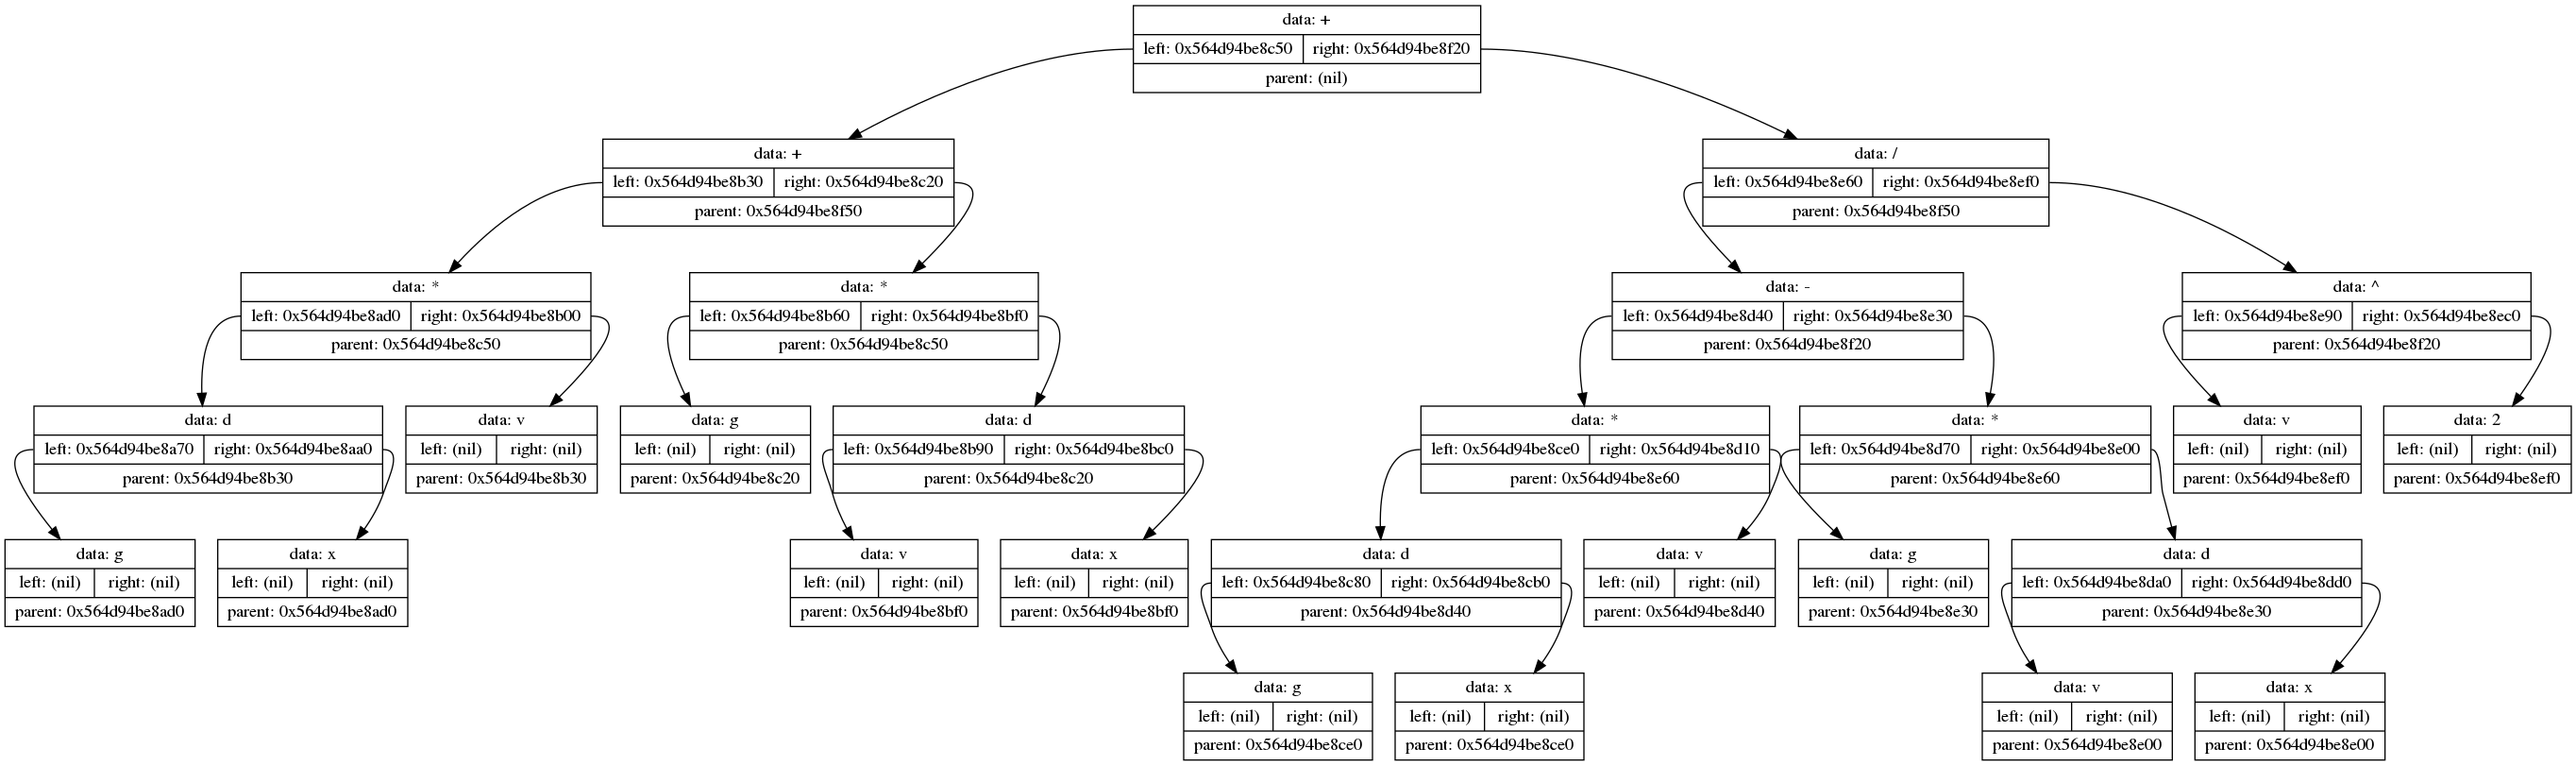 data: +
left: 0x564d94be8c50 right: 0x564d94be8f20
parent: (nil)
data: +
left: 0x564d94be8b30 right: 0x564d94be8c20
parent: 0x564d94be8f50
data: /
left: 0x564d94be8e60 right: 0x564d94be8ef0
parent: 0x564d94be8f50
data: *
left: 0x564d94be8ad0 right: 0x564d94be8b00
parent: 0x564d94be8c50
data: *
left: 0x564d94be8b60 right: 0x564d94be8bf0
parent: 0x564d94be8c50
data: -
left: 0x564d94be8d40 right: 0x564d94be8e30
parent: 0x564d94be8f20
data: ^
left: 0x564d94be8e90 right: 0x564d94be8ec0
parent: 0x564d94be8f20
data: d
left: 0x564d94be8a70 right: 0x564d94be8aa0
parent: 0x564d94be8b30
data: v
left: (nil) right: (nil)
parent: 0x564d94be8b30
data: g
left: (nil) right: (nil)
parent: 0x564d94be8c20
data: d
left: 0x564d94be8b90 right: 0x564d94be8bc0
parent: 0x564d94be8c20
data: *
left: 0x564d94be8ce0 right: 0x564d94be8d10
parent: 0x564d94be8e60
data: *
left: 0x564d94be8d70 right: 0x564d94be8e00
parent: 0x564d94be8e60
data: v
left: (nil) right: (nil)
parent: 0x564d94be8ef0
data: 2
left: (nil) right: (nil)
parent: 0x564d94be8ef0
data: g
left: (nil) right: (nil)
parent: 0x564d94be8ad0
data: x
left: (nil) right: (nil)
parent: 0x564d94be8ad0
data: v
left: (nil) right: (nil)
parent: 0x564d94be8bf0
data: x
left: (nil) right: (nil)
parent: 0x564d94be8bf0
data: d
left: 0x564d94be8c80 right: 0x564d94be8cb0
parent: 0x564d94be8d40
data: v
left: (nil) right: (nil)
parent: 0x564d94be8d40
data: g
left: (nil) right: (nil)
parent: 0x564d94be8e30
data: d
left: 0x564d94be8da0 right: 0x564d94be8dd0
parent: 0x564d94be8e30
data: g
left: (nil) right: (nil)
parent: 0x564d94be8ce0
data: x
left: (nil) right: (nil)
parent: 0x564d94be8ce0
data: v
left: (nil) right: (nil)
parent: 0x564d94be8e00
data: x
left: (nil) right: (nil)
parent: 0x564d94be8e00